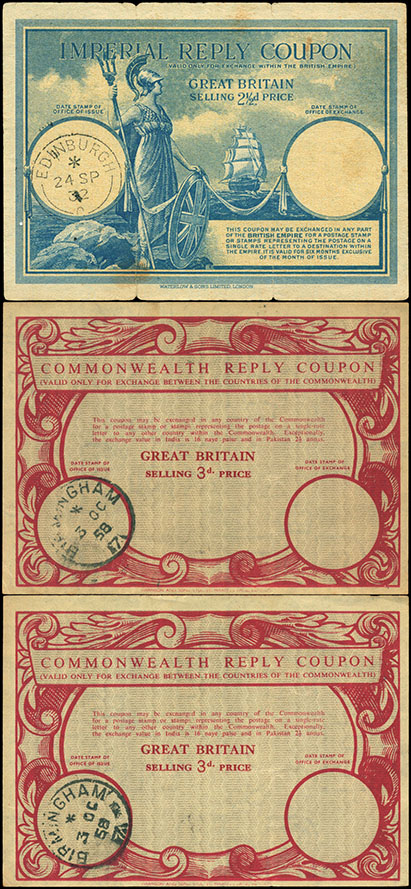 IMPERIAL REPLY COUPON
(VALID ONLY FOR EXCHANGE WITHIN THE BRITISH EMPIRE)
GREAT BRITAIN
SELLING 2½d PRICE
DATE STAMP OF
OFFICE OF ISSUE
DATE STAMP OF
OFFICE OF EXCHANGE
EDINBURGH
*
24 SP
32
THIS COUPON MAY BE EXCHANGED IN ANY PART
OF THE BRITISH EMPIRE FOR A POSTAGE STAMP
OR STAMPS REPRESENTING THE POSTAGE ON A
SINGLE RATE LETTER TO A DESTINATION WITHIN
THE EMPIRE. IT IS VALID FOR SIX MONTHS EXCLUSIVE
OF THE MONTH OF ISSUE.
WATERLOW & SONS LIMITED, LONDON
COMMONWEALTH REPLY COUPON
(VALID ONLY FOR EXCHANGE BETWEEN THE COUNTRIES OF THE COMMONWEALTH)
This coupon may be exchanged in any country of the Commonwealth
for a postage stamp or stamps representing the postage on a single-rate
letter to any other country within the Commonwealth. Exceptionally,
the exchange value in India is 16 naye paise and in Pakistan 2½ annas.
GREAT BRITAIN
SELLING 3d. PRICE
DATE STAMP OF
OFFICE OF ISSUE
DATE STAMP OF
OFFICE OF EXCHANGE
BIRMINGHAM
*
3 OC
58
COMMONWEALTH REPLY COUPON
(VALID ONLY FOR EXCHANGE BETWEEN THE COUNTRIES OF THE COMMONWEALTH)
This coupon may be exchanged in any country of the Commonwealth
for a postage stamp or stamps representing the postage on a single-rate
letter to any other country within the Commonwealth. Exceptionally,
the exchange value in India is 16 naye paise and in Pakistan 2½ annas.
GREAT BRITAIN
SELLING 3d. PRICE
DATE STAMP OF
OFFICE OF ISSUE
DATE STAMP OF
OFFICE OF EXCHANGE
BIRMINGHAM
*
3 OC
58